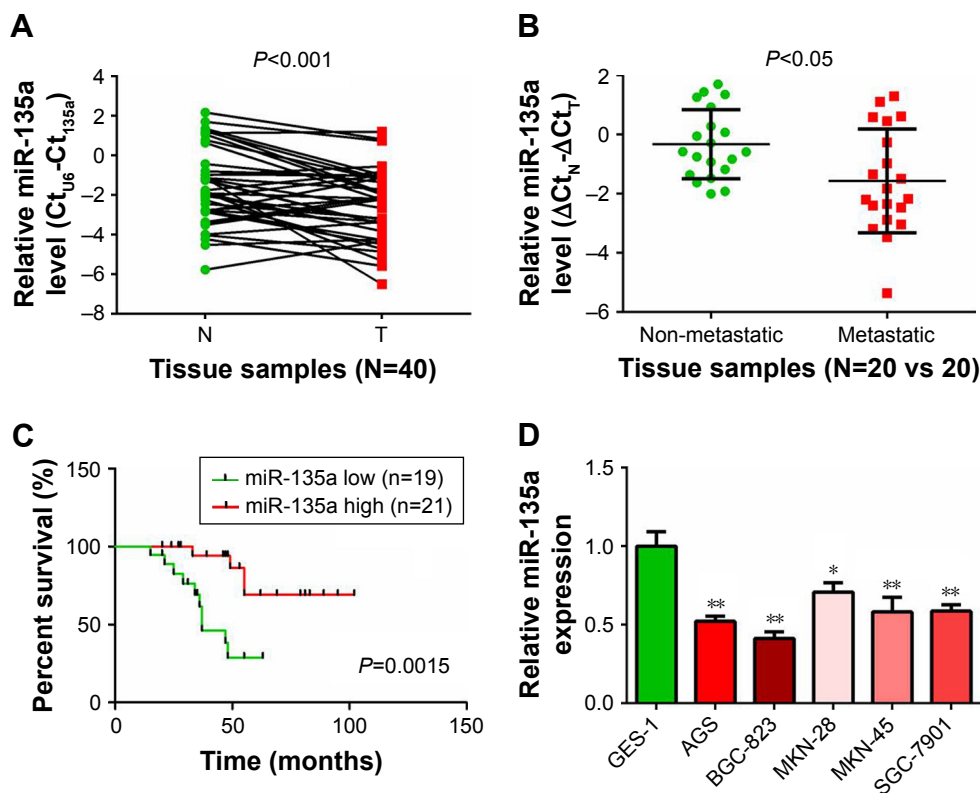 A
P<0.001
Relative miR-135a
level (Ct_U6-Ct_135a)
4
2
0
–2
–4
–6
–8
N
T
Tissue samples (N=40)
B
P<0.05
Relative miR-135a
level (ΔCt_N-ΔCt_T)
2
0
–2
–4
–6
Non-metastatic
Metastatic
Tissue samples (N=20 vs 20)
C
Percent survival (%)
150
100
50
0
miR-135a low (n=19)
miR-135a high (n=21)
P=0.0015
0
50
100
150
Time (months)
D
Relative miR-135a
expression
1.5
1.0
0.5
0.0
**
**
*
**
**
GES-1
AGS
BGC-823
MKN-28
MKN-45
SGC-7901